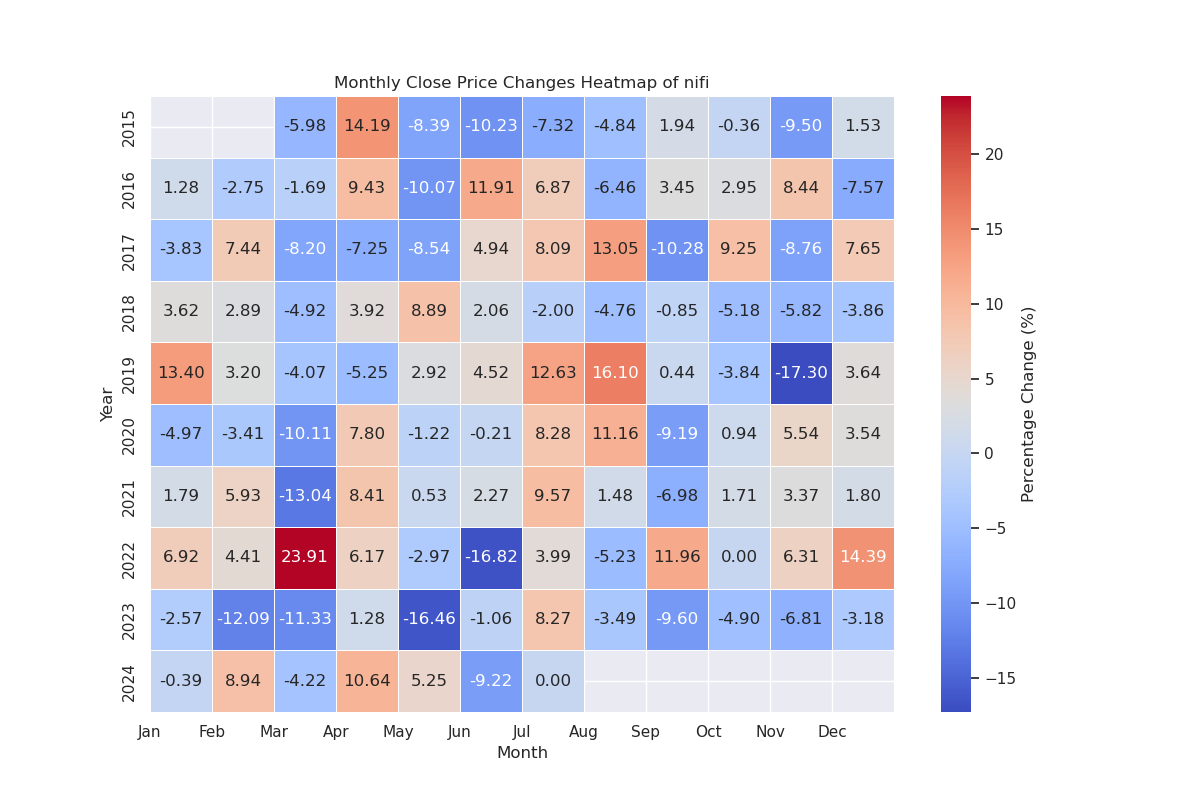 Monthly Close Price Changes Heatmap of nifi
2015 -5.98 14.19 -8.39 -10.23 -7.32 -4.84 1.94 -0.36 -9.50 1.53
2016 1.28 -2.75 -1.69 9.43 -10.07 11.91 6.87 -6.46 3.45 2.95 8.44 -7.57
2017 -3.83 7.44 -8.20 -7.25 -8.54 4.94 8.09 13.05 -10.28 9.25 -8.76 7.65
2018 3.62 2.89 -4.92 3.92 8.89 2.06 -2.00 -4.76 -0.85 -5.18 -5.82 -3.86
2019 13.40 3.20 -4.07 -5.25 2.92 4.52 12.63 16.10 0.44 -3.84 -17.30 3.64
2020 -4.97 -3.41 -10.11 7.80 -1.22 -0.21 8.28 11.16 -9.19 0.94 5.54 3.54
2021 1.79 5.93 -13.04 8.41 0.53 2.27 9.57 1.48 -6.98 1.71 3.37 1.80
2022 6.92 4.41 23.91 6.17 -2.97 -16.82 3.99 -5.23 11.96 0.00 6.31 14.39
2023 -2.57 -12.09 -11.33 1.28 -16.46 -1.06 8.27 -3.49 -9.60 -4.90 -6.81 -3.18
2024 -0.39 8.94 -4.22 10.64 5.25 -9.22 0.00
Jan Feb Mar Apr May Jun Jul Aug Sep Oct Nov Dec
Month
Year
20
15
10
5
0
−5
−10
−15
Percentage Change (%)